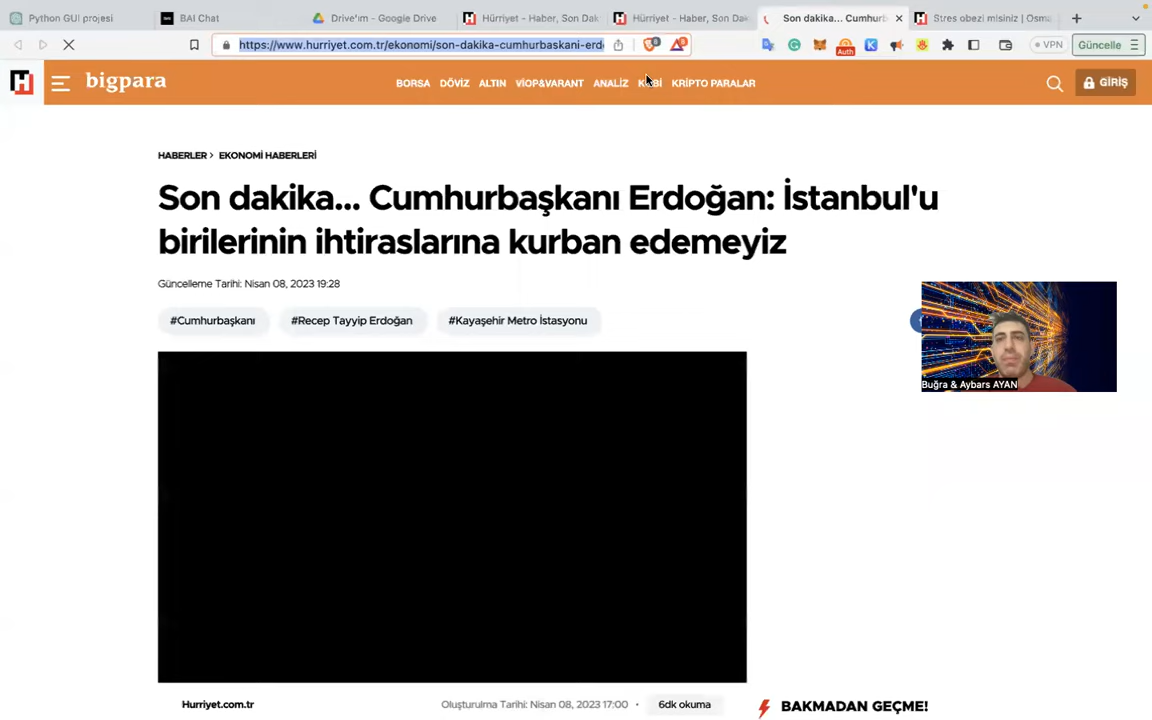 Python GUI projesi
BAI Chat
Drive'ım - Google Drive
Hürriyet - Haber, Son Dak
Hürriyet - Haber, Son Dak
Son dakika... Cumhurb
Stres obezi misiniz | Osma
https://www.hurriyet.com.tr/ekonomi/son-dakika-cumhurbaskani-erd
Auth
VPN
Güncelle
H bigpara
BORSA DÖVİZ ALTIN VİOP&VARANT ANALİZ KOBİ KRİPTO PARALAR
GİRİŞ
HABERLER > EKONOMİ HABERLERİ
Son dakika... Cumhurbaşkanı Erdoğan: İstanbul'u
birilerinin ihtiraslarına kurban edemeyiz
Güncelleme Tarihi: Nisan 08, 2023 19:28
#Cumhurbaşkanı #Recep Tayyip Erdoğan #Kayaşehir Metro İstasyonu
Buğra & Aybars AYAN
Hurriyet.com.tr
Oluşturulma Tarihi: Nisan 08, 2023 17:00 • 6dk okuma
BAKMADAN GEÇME!